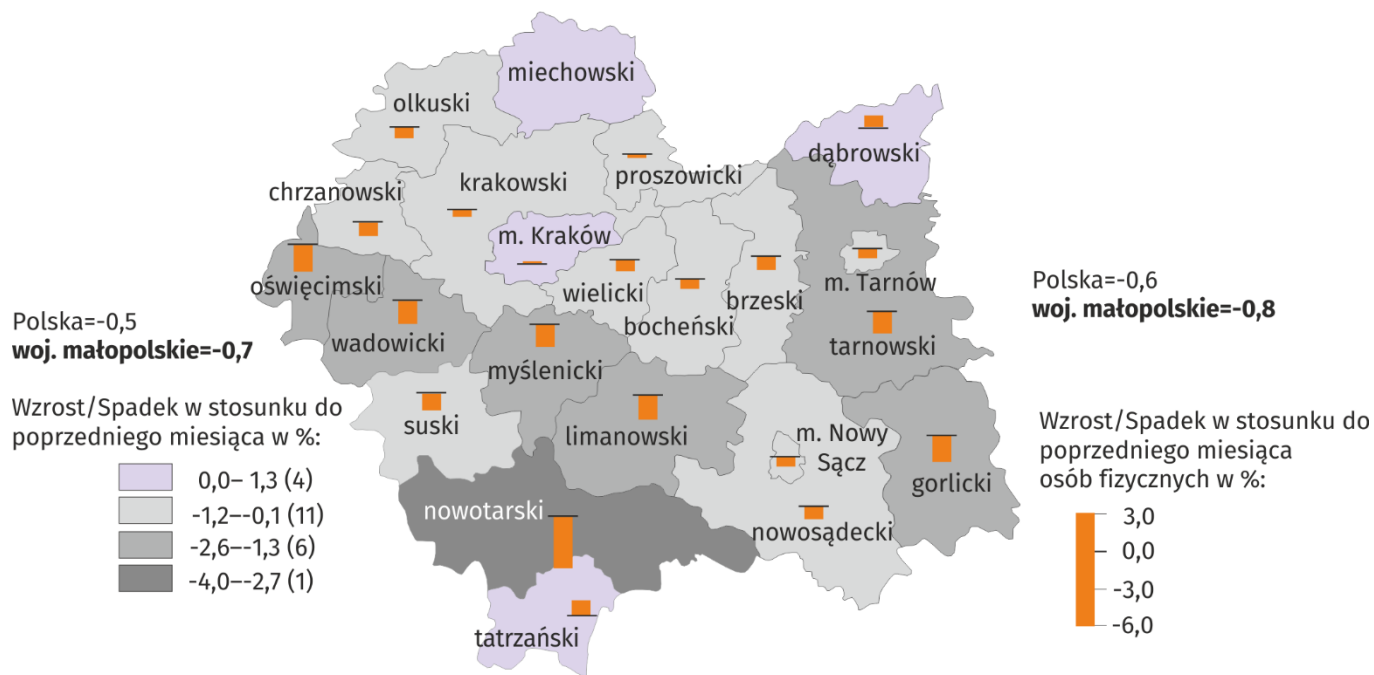 miechowski
olkuski
dąbrowski
proszowicki
krakowski
chrzanowski
m. Kraków
oświęcimski
wielicki
brzeski
m. Tarnów
bocheński
wadowicki
tarnowski
myślenicki
suski
limanowski
m. Nowy
Sącz
gorlicki
nowotarski
nowosądecki
tatrzański
Polska=-0,5
woj. małopolskie=-0,7
Wzrost/Spadek w stosunku do
poprzedniego miesiąca w %:
0,0– 1,3 (4)
-1,2–-0,1 (11)
-2,6–-1,3 (6)
-4,0–-2,7 (1)
Polska=-0,6
woj. małopolskie=-0,8
Wzrost/Spadek w stosunku do
poprzedniego miesiąca
osób fizycznych w %:
3,0
0,0
-3,0
-6,0